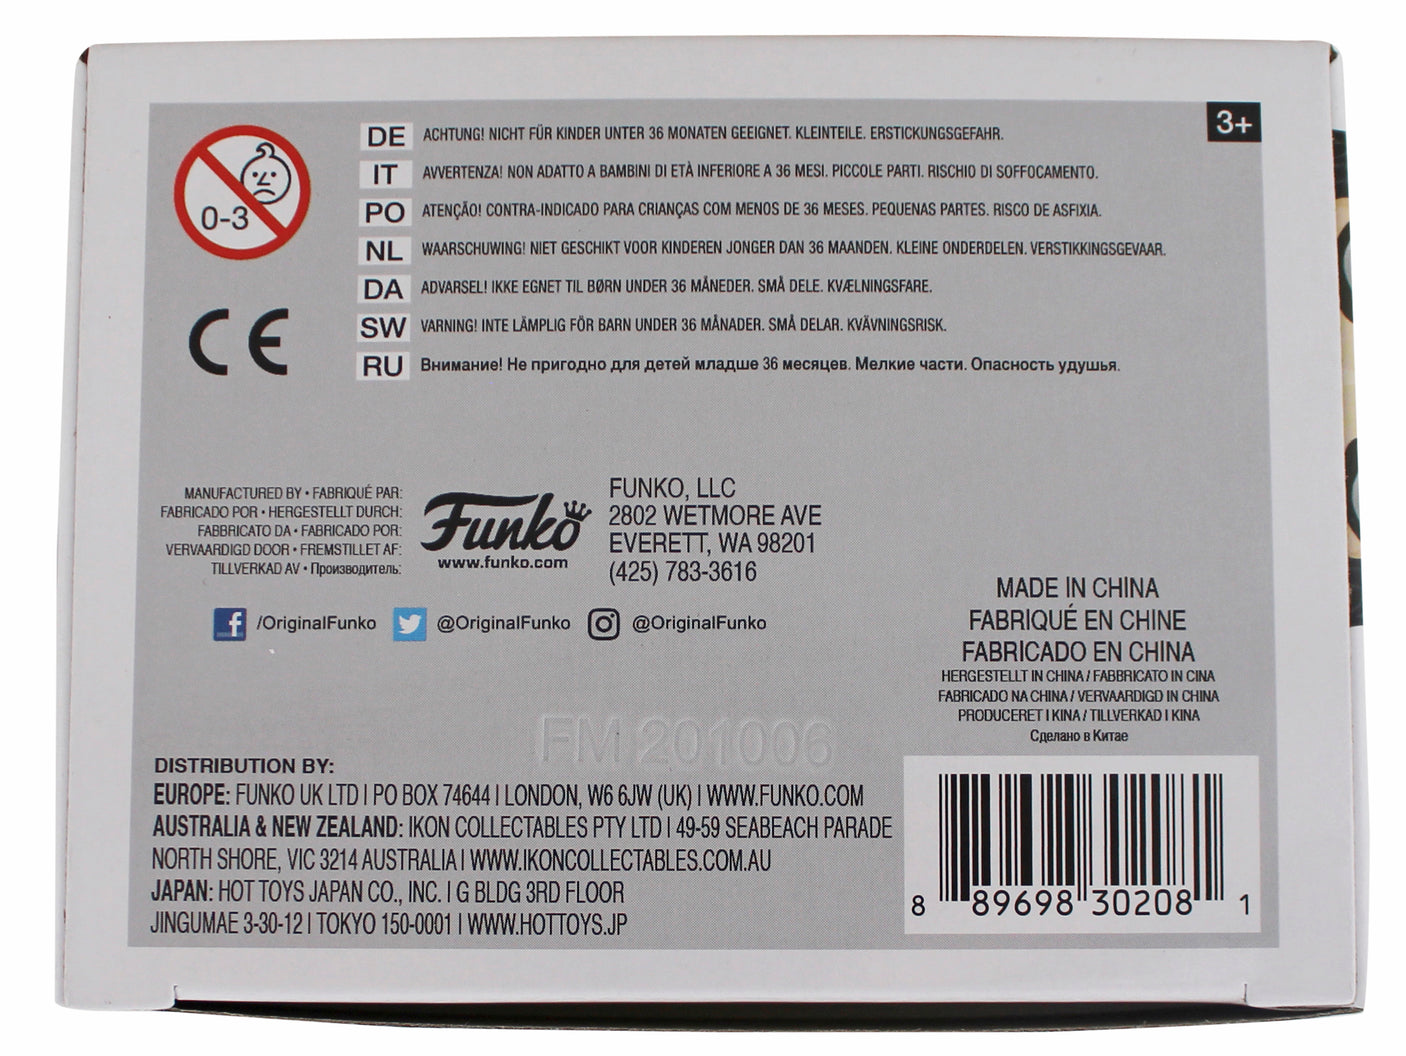 3+
0-3
DE ACHTUNG! NICHT FÜR KINDER UNTER 36 MONATEN GEEIGNET. KLEINTEILE. ERSTICKUNGSGEFAHR.
IT AVVERTENZA! NON ADATTO A BAMBINI DI ETÀ INFERIORE A 36 MESI. PICCOLE PARTI. RISCHIO DI SOFFOCAMENTO.
PO ATENÇÃO! CONTRA-INDICADO PARA CRIANÇAS COM MENOS DE 36 MESES. PEQUENAS PARTES. RISCO DE ASFIXIA.
NL WAARSCHUWING! NIET GESCHIKT VOOR KINDEREN JONGER DAN 36 MAANDEN. KLEINE ONDERDELEN. VERSTIKKINGSGEVAAR.
DA ADVARSEL! IKKE EGNET TIL BØRN UNDER 36 MÅNEDER. SMÅ DELE. KVÆLNINGSFARE.
SW VARNING! INTE LÄMPLIG FÖR BARN UNDER 36 MÅNADER. SMÅ DELAR. KVÄVNINGSRISK.
RU Внимание! Не пригодно для детей младше 36 месяцев. Мелкие части. Опасность удушья.
CE
MANUFACTURED BY • FABRIQUÉ PAR:
FABRICADO POR • HERGESTELLT DURCH:
FABBRICATO DA • FABRICADO POR:
VERVAARDIGD DOOR • FREMSTILLET AF:
TILLVERKAD AV • Производитель:
Funko
www.funko.com
FUNKO, LLC
2802 WETMORE AVE
EVERETT, WA 98201
(425) 783-3616
/OriginalFunko @OriginalFunko @OriginalFunko
MADE IN CHINA
FABRIQUÉ EN CHINE
FABRICADO EN CHINA
HERGESTELLT IN CHINA / FABBRICATO IN CINA
FABRICADO NA CHINA / VERVAARDIGD IN CHINA
PRODUCERET I KINA / TILLVERKAD I KINA
Сделано в Китае
FM 201006
DISTRIBUTION BY:
EUROPE: FUNKO UK LTD | PO BOX 74644 | LONDON, W6 6JW (UK) | WWW.FUNKO.COM
AUSTRALIA & NEW ZEALAND: IKON COLLECTABLES PTY LTD | 49-59 SEABEACH PARADE
NORTH SHORE, VIC 3214 AUSTRALIA | WWW.IKONCOLLECTABLES.COM.AU
JAPAN: HOT TOYS JAPAN CO., INC. | G BLDG 3RD FLOOR
JINGUMAE 3-30-12 | TOKYO 150-0001 | WWW.HOTTOYS.JP
8 89698 30208 1